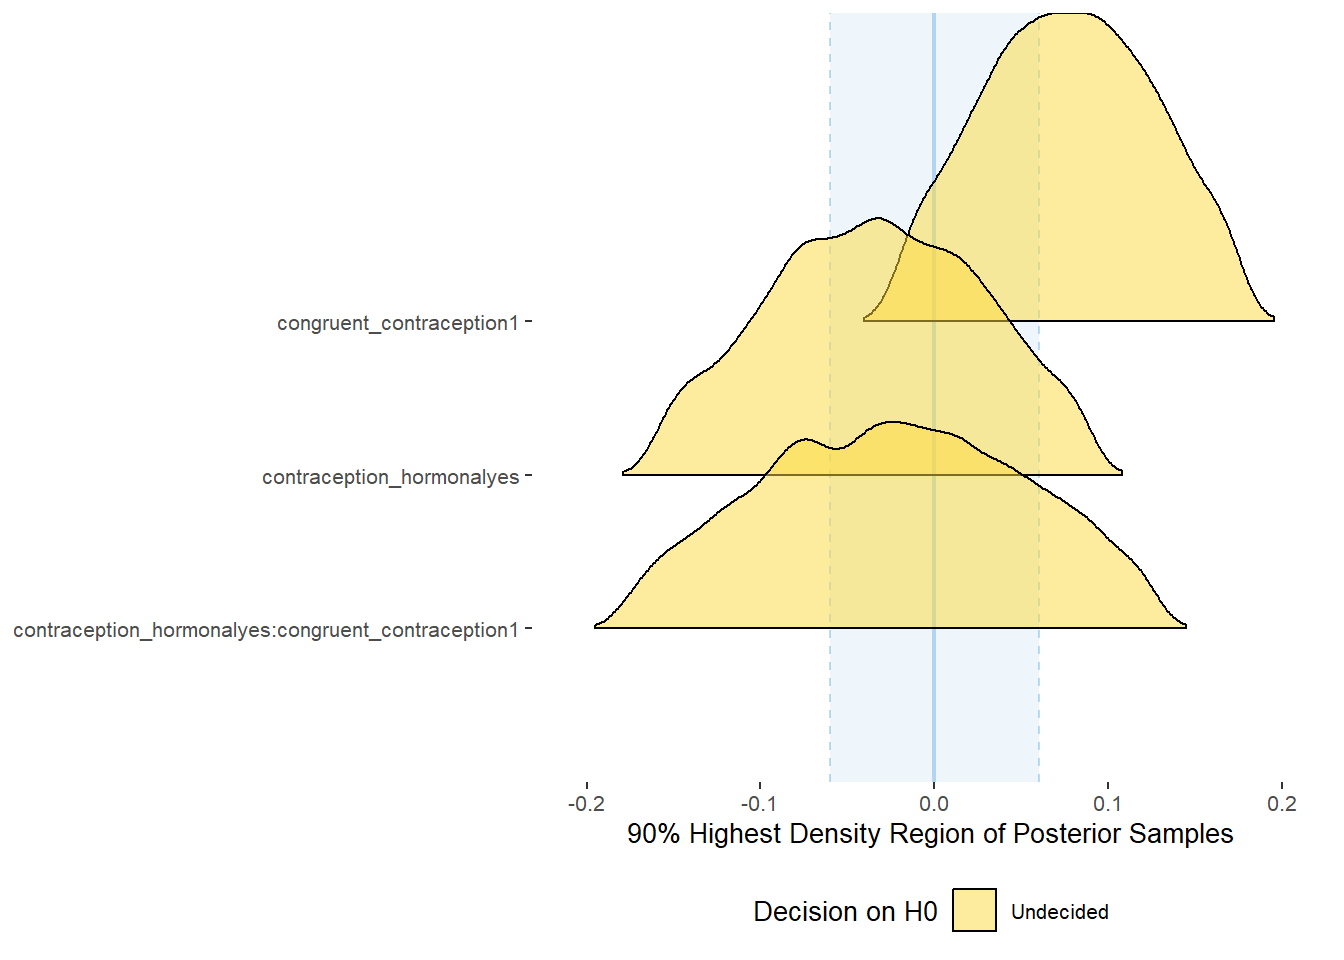 congruent_contraception1
contraception_hormonalyes
contraception_hormonalyes:congruent_contraception1
-0.2 -0.1 0.0 0.1 0.2
90% Highest Density Region of Posterior Samples
Decision on H0 Undecided